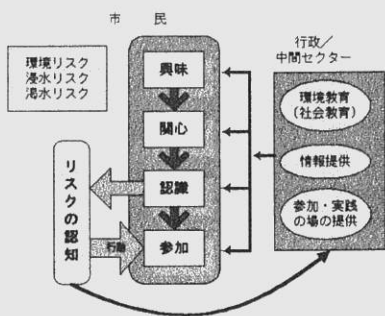 市　民
行政／
中間セクター
環境リスク
浸水リスク
渇水リスク
興味
関心
認識
参加
リスクの認知
行動
環境教育
(社会教育)
情報提供
参加・実践
の場の提供